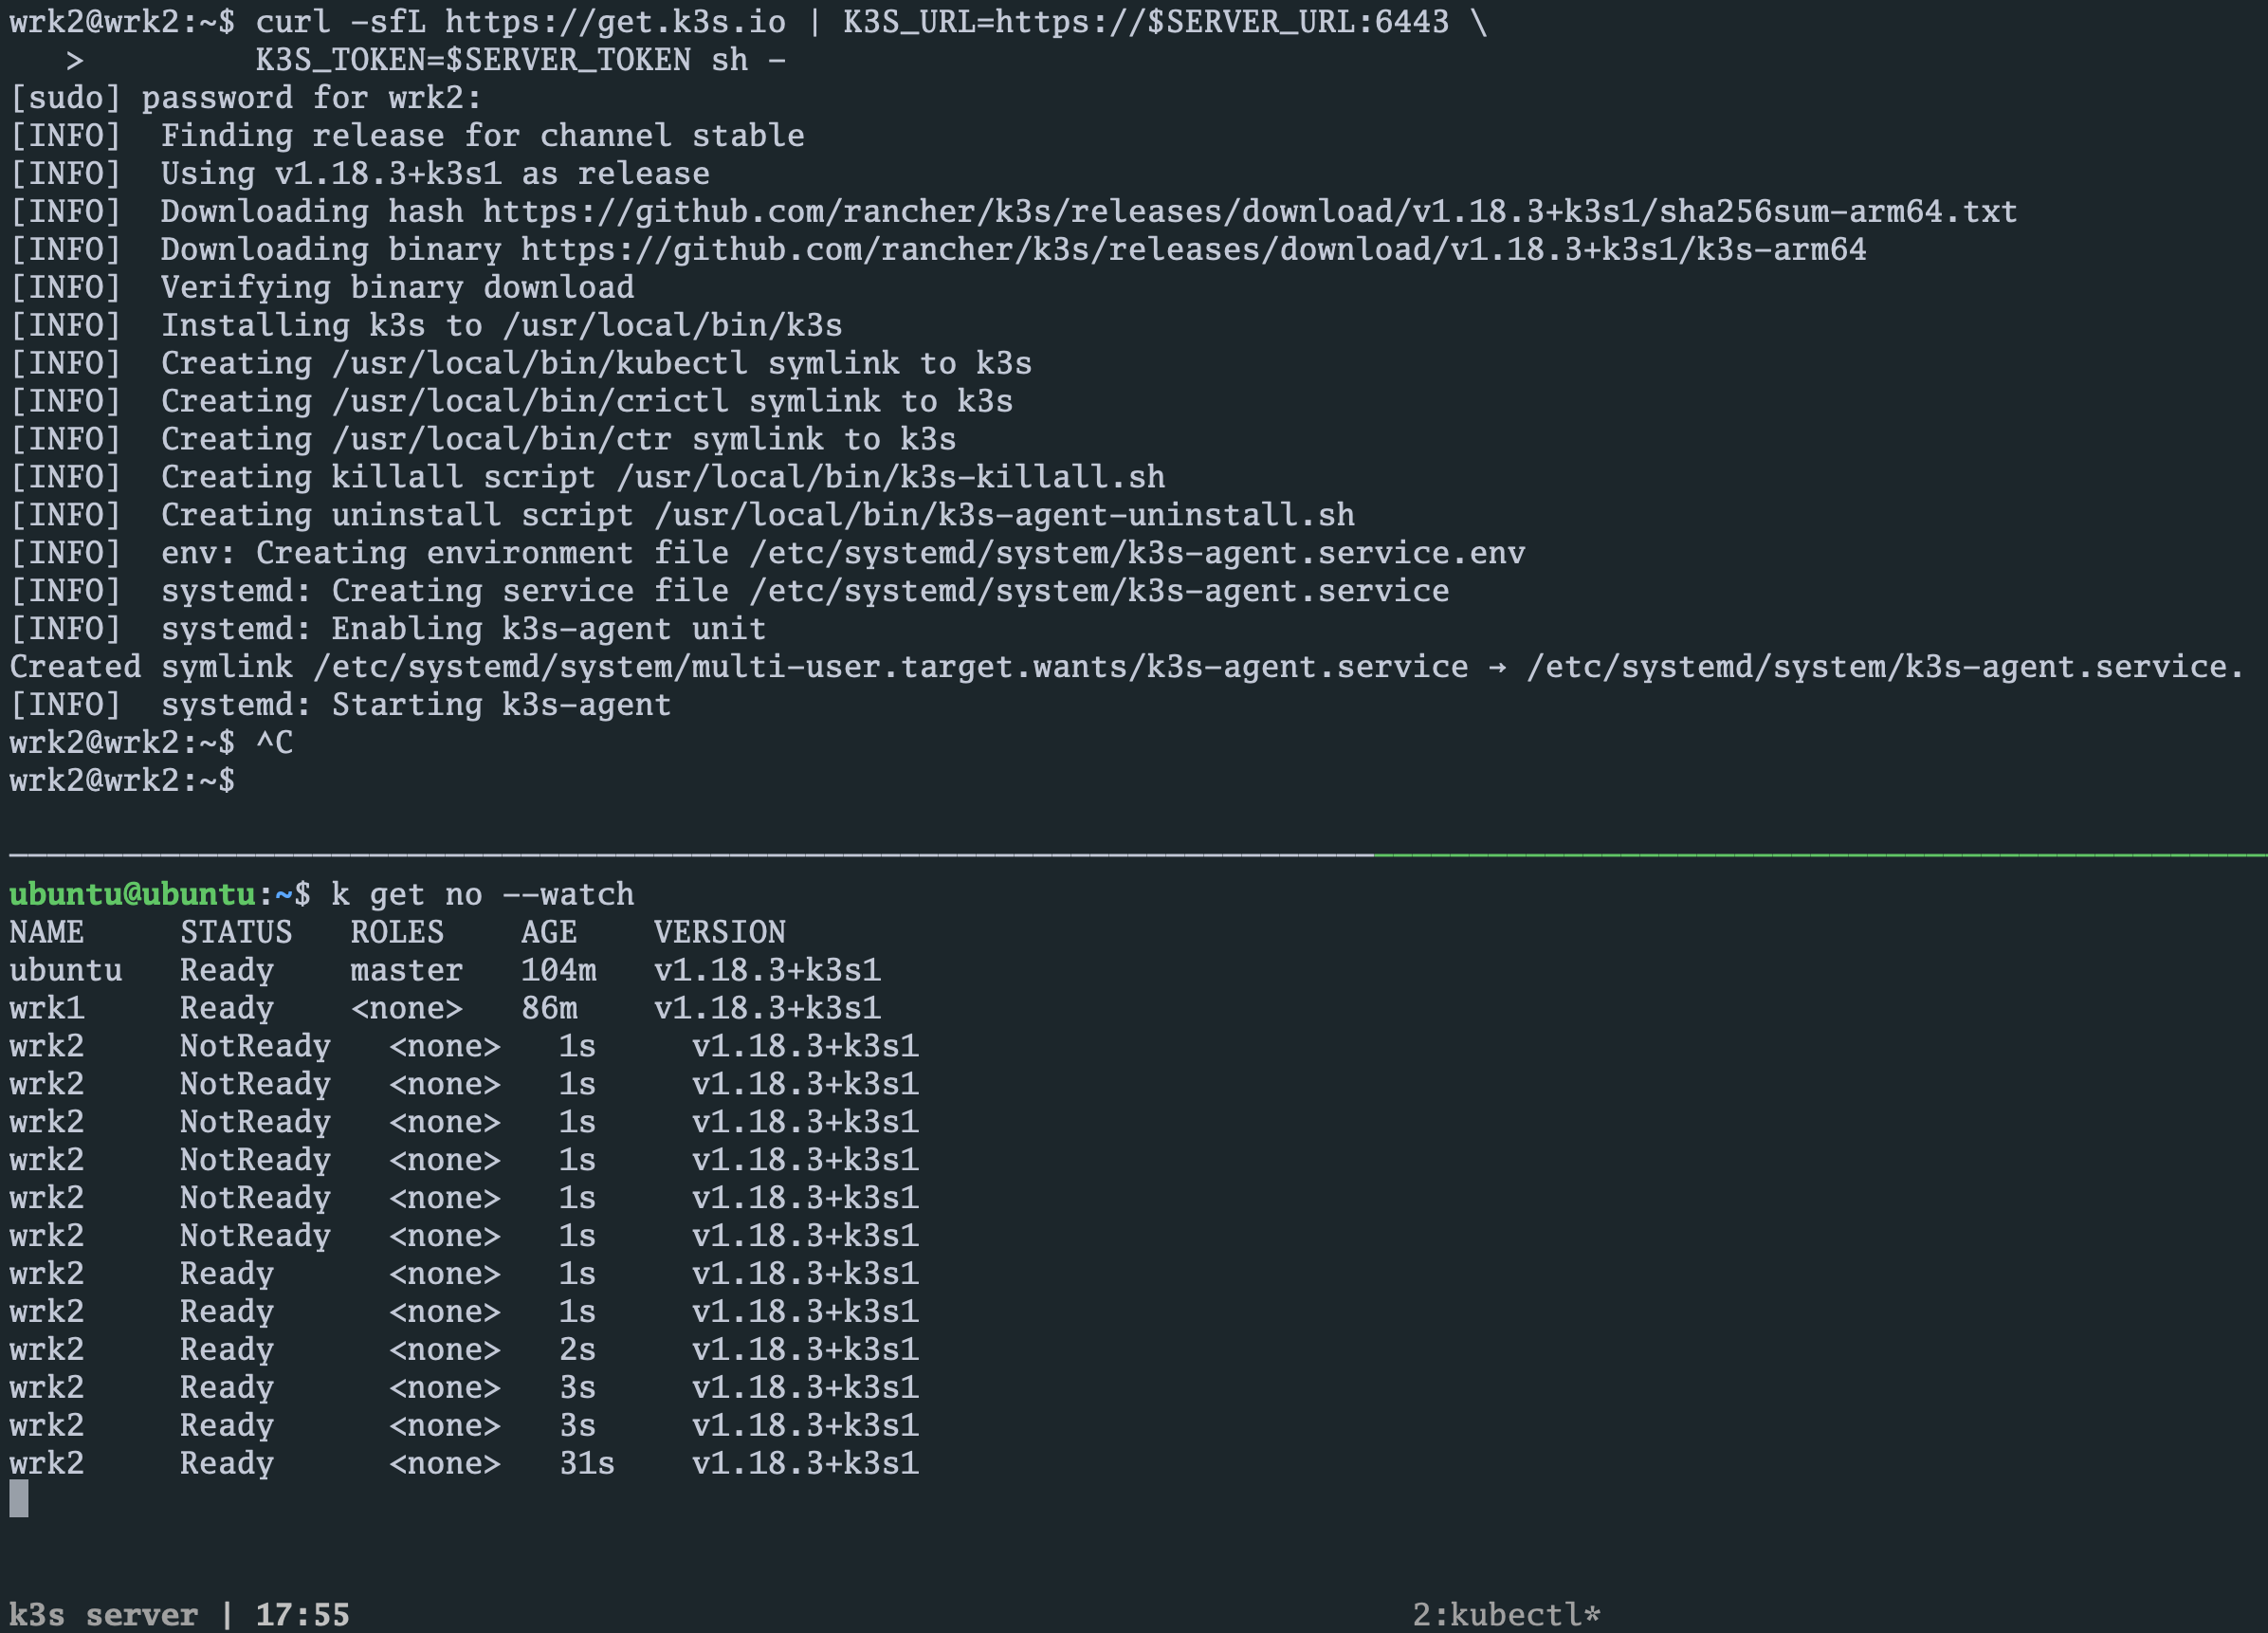 wrk2@wrk2:~$ curl -sfL https://get.k3s.io | K3S_URL=https://$SERVER_URL:6443 \
   >         K3S_TOKEN=$SERVER_TOKEN sh -
[sudo] password for wrk2:
[INFO]  Finding release for channel stable
[INFO]  Using v1.18.3+k3s1 as release
[INFO]  Downloading hash https://github.com/rancher/k3s/releases/download/v1.18.3+k3s1/sha256sum-arm64.txt
[INFO]  Downloading binary https://github.com/rancher/k3s/releases/download/v1.18.3+k3s1/k3s-arm64
[INFO]  Verifying binary download
[INFO]  Installing k3s to /usr/local/bin/k3s
[INFO]  Creating /usr/local/bin/kubectl symlink to k3s
[INFO]  Creating /usr/local/bin/crictl symlink to k3s
[INFO]  Creating /usr/local/bin/ctr symlink to k3s
[INFO]  Creating killall script /usr/local/bin/k3s-killall.sh
[INFO]  Creating uninstall script /usr/local/bin/k3s-agent-uninstall.sh
[INFO]  env: Creating environment file /etc/systemd/system/k3s-agent.service.env
[INFO]  systemd: Creating service file /etc/systemd/system/k3s-agent.service
[INFO]  systemd: Enabling k3s-agent unit
Created symlink /etc/systemd/system/multi-user.target.wants/k3s-agent.service → /etc/systemd/system/k3s-agent.service.
[INFO]  systemd: Starting k3s-agent
wrk2@wrk2:~$ ^C
wrk2@wrk2:~$
ubuntu@ubuntu:~$ k get no --watch
NAME     STATUS   ROLES    AGE    VERSION
ubuntu   Ready    master   104m   v1.18.3+k3s1
wrk1     Ready    <none>   86m    v1.18.3+k3s1
wrk2     NotReady   <none>   1s     v1.18.3+k3s1
wrk2     NotReady   <none>   1s     v1.18.3+k3s1
wrk2     NotReady   <none>   1s     v1.18.3+k3s1
wrk2     NotReady   <none>   1s     v1.18.3+k3s1
wrk2     NotReady   <none>   1s     v1.18.3+k3s1
wrk2     NotReady   <none>   1s     v1.18.3+k3s1
wrk2     Ready      <none>   1s     v1.18.3+k3s1
wrk2     Ready      <none>   1s     v1.18.3+k3s1
wrk2     Ready      <none>   2s     v1.18.3+k3s1
wrk2     Ready      <none>   3s     v1.18.3+k3s1
wrk2     Ready      <none>   3s     v1.18.3+k3s1
wrk2     Ready      <none>   31s    v1.18.3+k3s1
k3s server | 17:55    2:kubectl*